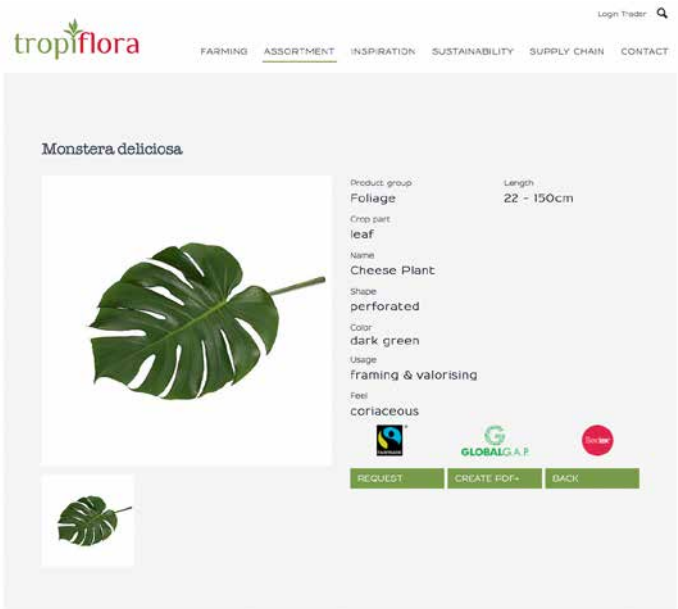 Login Trader
tropiflora
FARMING ASSORTMENT INSPIRATION SUSTAINABILITY SUPPLY CHAIN CONTACT
Monstera deliciosa
Product group
Foliage
Length
22 - 150cm
Crop part
leaf
Name
Cheese Plant
Shape
perforated
Color
dark green
Usage
framing & valorising
Feel
coriaceous
FAIRTRADE
GLOBALG.A.P.
Sedex
REQUEST CREATE PDF+ BACK